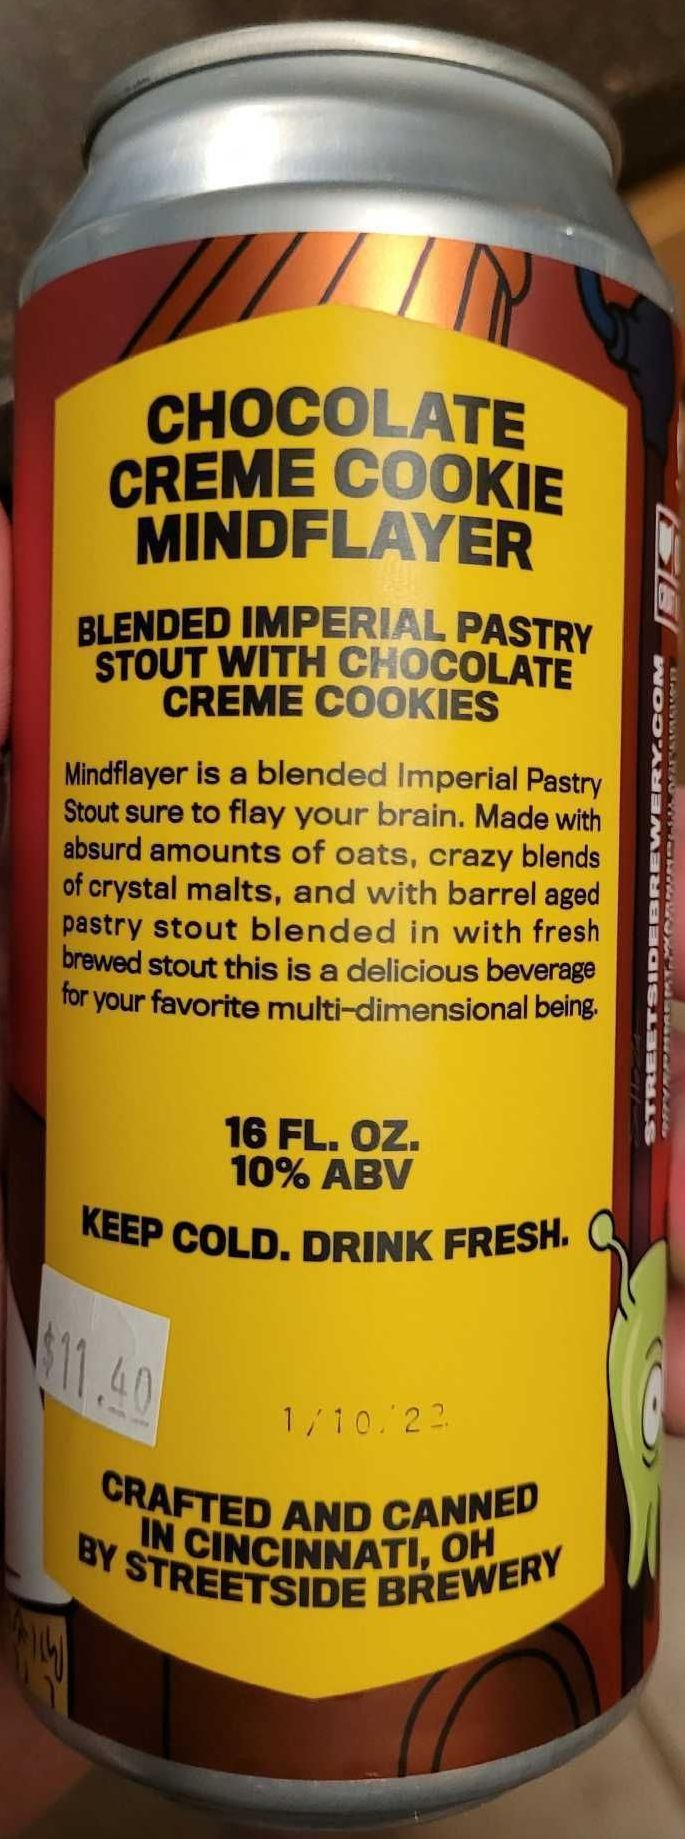 CHOCOLATE
CREME COOKIE
MINDFLAYER
BLENDED IMPERIAL PASTRY
STOUT WITH CHOCOLATE
CREME COOKIES
Mindflayer is a blended Imperial Pastry
Stout sure to flay your brain. Made with
absurd amounts of oats, crazy blends
of crystal malts, and with barrel aged
pastry stout blended in with fresh
brewed stout this is a delicious beverage
for your favorite multi-dimensional being.
16 FL. OZ.
10% ABV
KEEP COLD. DRINK FRESH.
$11.40
1/10/22
CRAFTED AND CANNED
IN CINCINNATI, OH
BY STREETSIDE BREWERY
STREETSIDEBREWERY.COM